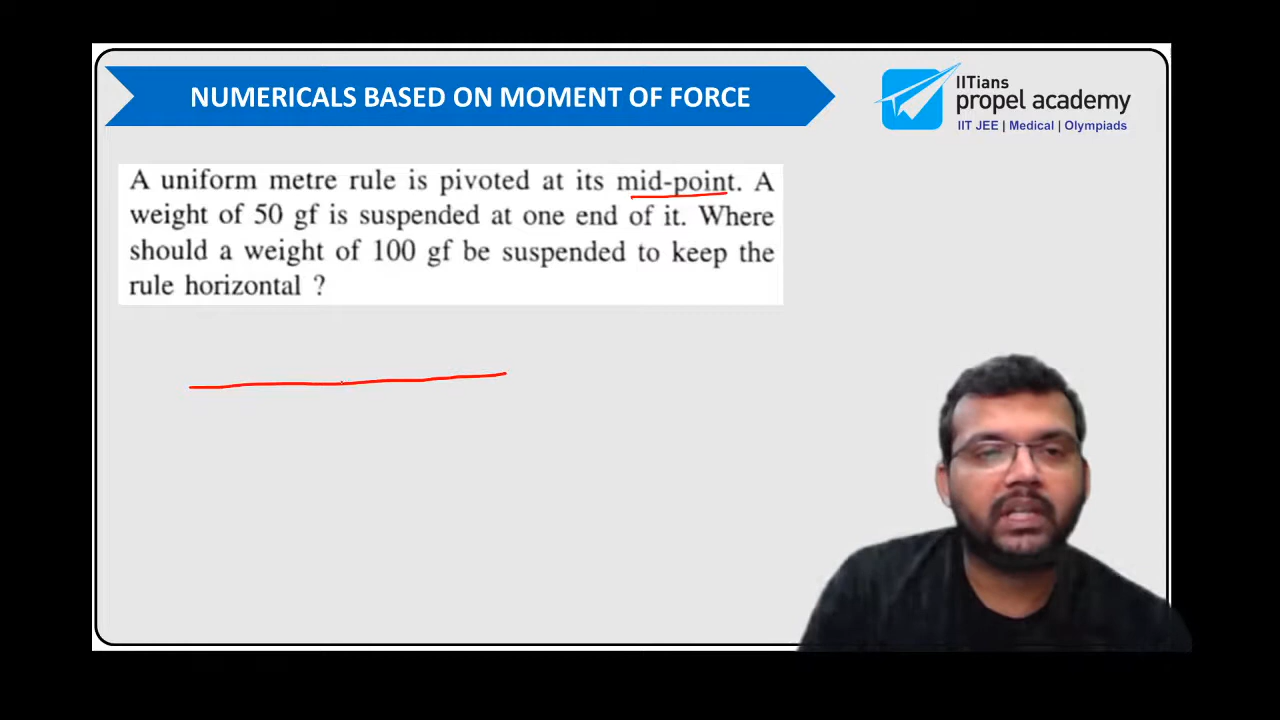 NUMERICALS BASED ON MOMENT OF FORCE
IITians
propel academy
IIT JEE | Medical | Olympiads
A uniform metre rule is pivoted at its mid-point. A
weight of 50 gf is suspended at one end of it. Where
should a weight of 100 gf be suspended to keep the
rule horizontal ?